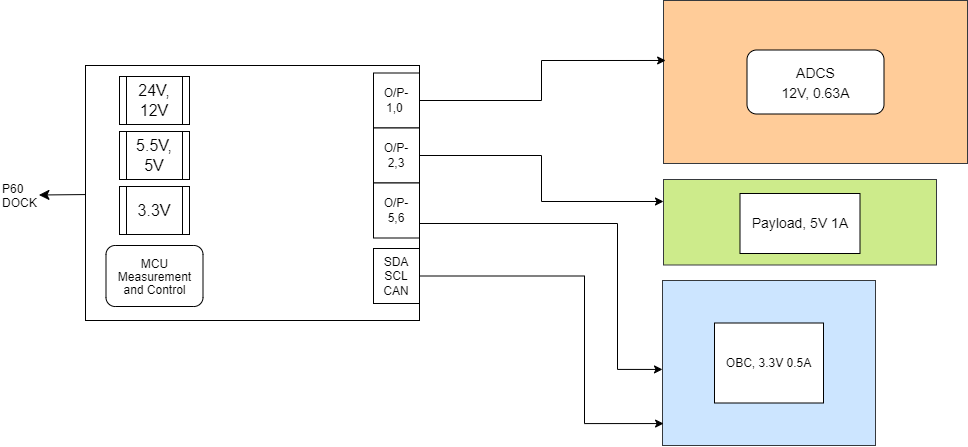 P60
DOCK
24V,
12V
5.5V,
5V
3.3V
MCU
Measurement
and Control
O/P-
1,0
O/P-
2,3
O/P-
5,6
SDA
SCL
CAN
ADCS
12V, 0.63A
Payload, 5V 1A
OBC, 3.3V 0.5A